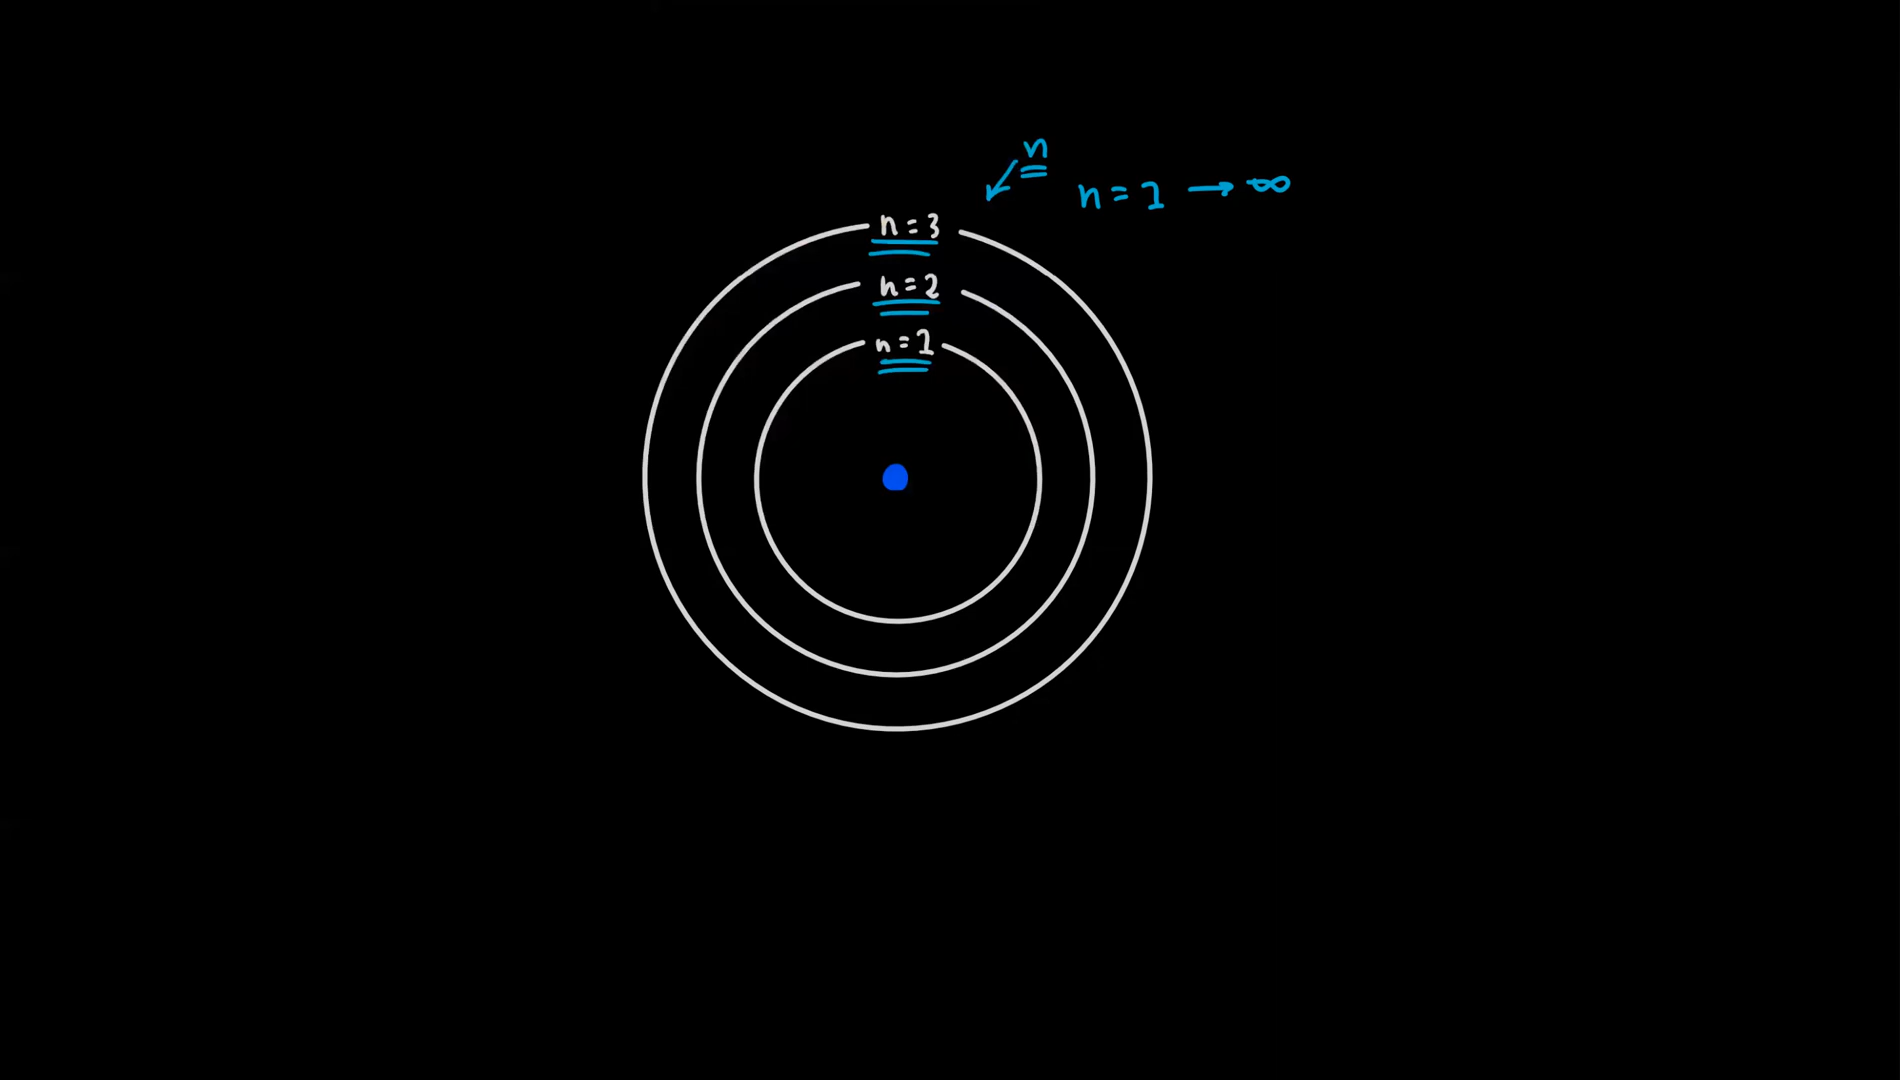 n
n = 1 → ∞
n = 3
n = 2
n = 1